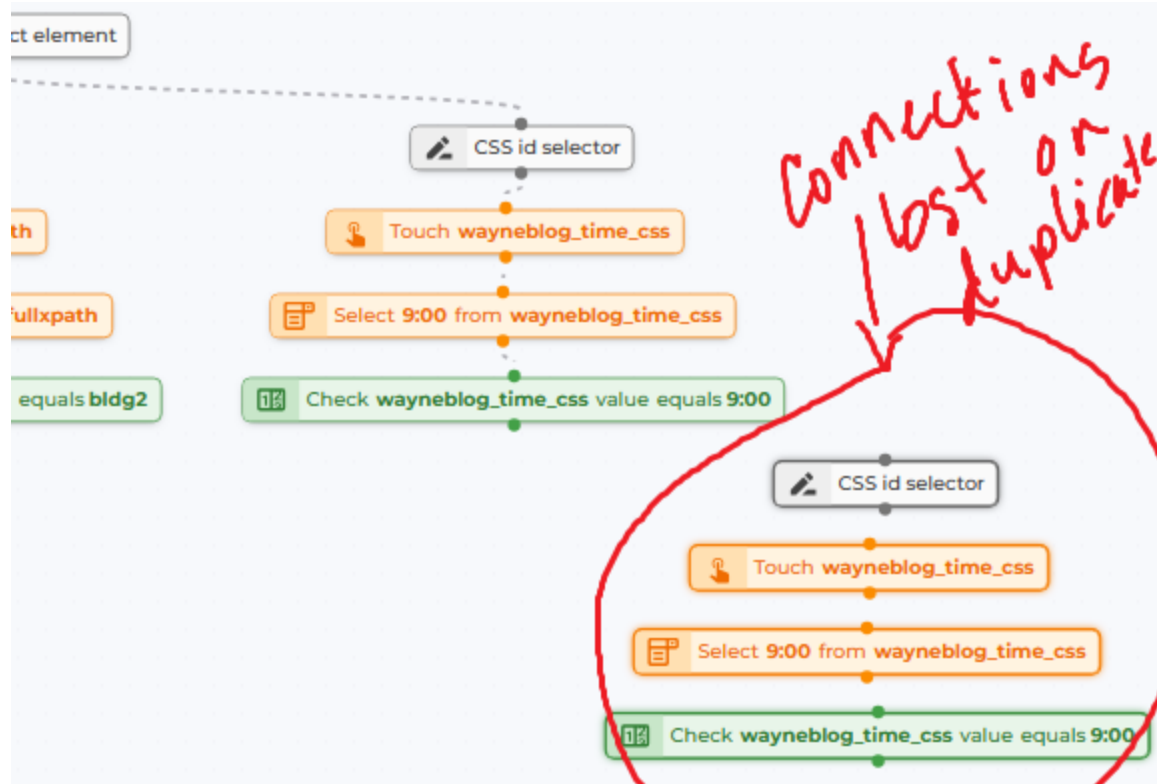 ct element
CSS id selector
Touch wayneblog_time_css
th
Select 9:00 from wayneblog_time_css
fullxpath
Check wayneblog_time_css value equals 9:00
equals bldg2
Connections
lost or
duplicate
CSS id selector
Touch wayneblog_time_css
Select 9:00 from wayneblog_time_css
Check wayneblog_time_css value equals 9:00